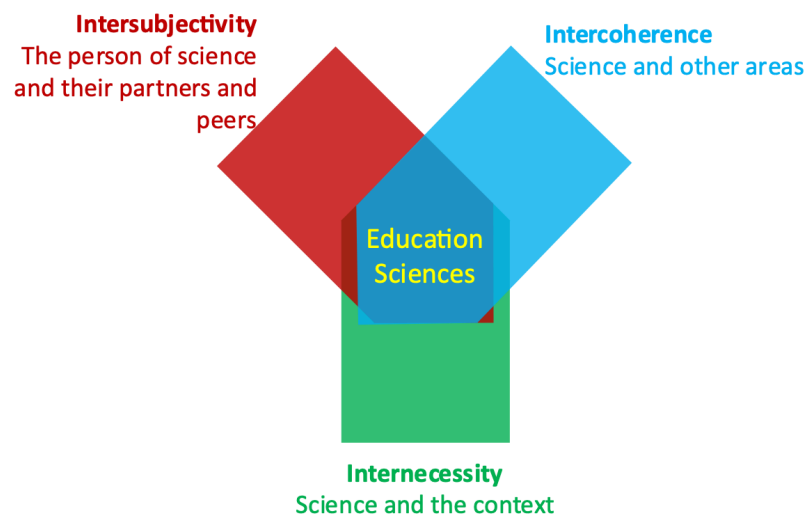 Intersubjectivity
The person of science
and their partners and
peers
Intercoherence
Science and other areas
Education
Sciences
Internecessity
Science and the context